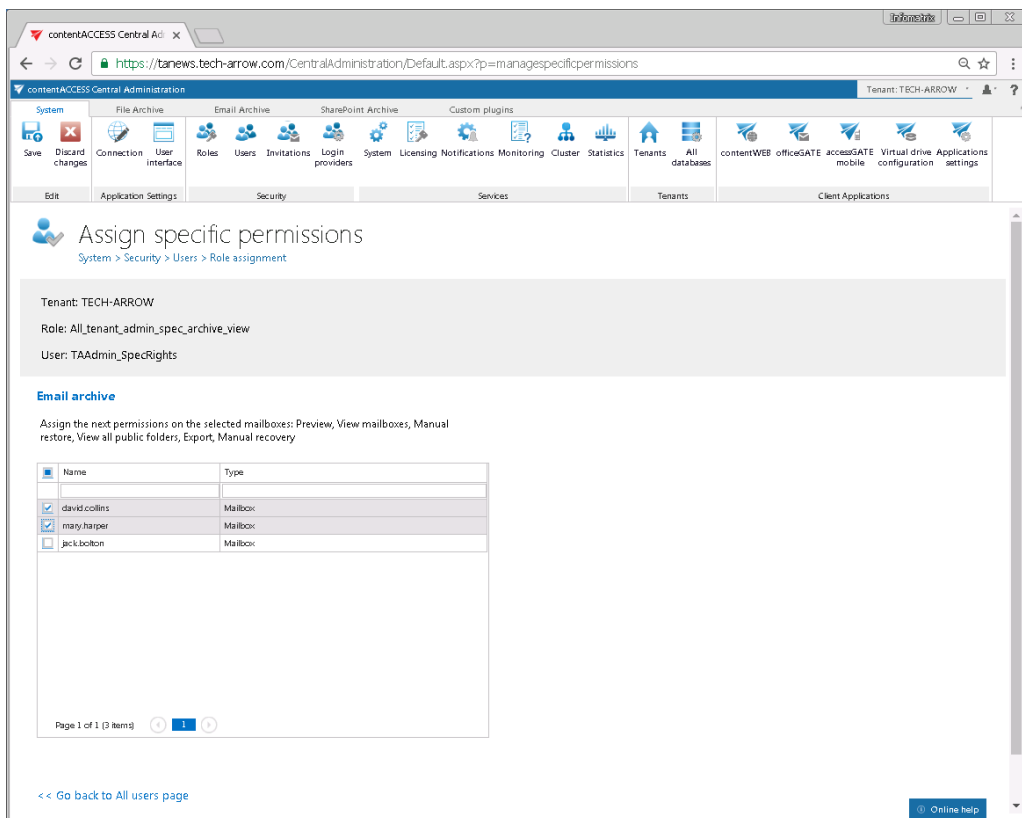 Infometrix
contentACCESS Central Ad
https://tanews.tech-arrow.com/CentralAdministration/Default.aspx?p=managespecificpermissions
contentACCESS Central Administration
Tenant: TECH-ARROW
?
System File Archive Email Archive SharePoint Archive Custom plugins
Save Discard changes Connection User interface Roles Users Invitations Login providers System Licensing Notifications Monitoring Cluster Statistics Tenants All databases contentWEB officeGATE accessGATE mobile Virtual drive configuration Applications settings
Edit Application Settings Security Services Tenants Client Applications
Assign specific permissions
System > Security > Users > Role assignment
Tenant: TECH-ARROW
Role: All_tenant_admin_spec_archive_view
User: TAAdmin_SpecRights
Email archive
Assign the next permissions on the selected mailboxes: Preview, View mailboxes, Manual
restore, View all public folders, Export, Manual recovery
Name Type
david.collins Mailbox
mary.harper Mailbox
jack.bolton Mailbox
Page 1 of 1 (3 items) 1
<< Go back to All users page
Online help